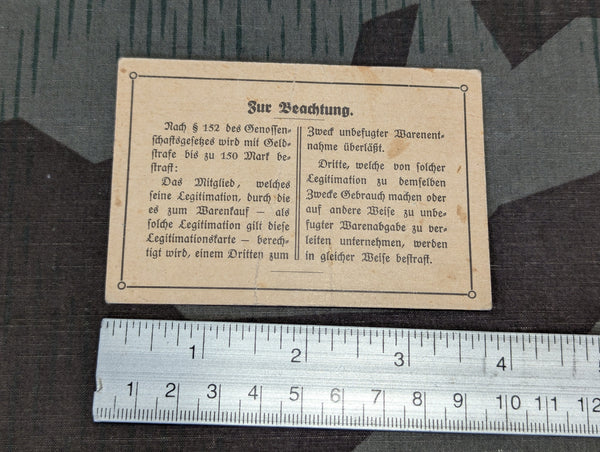 Zur Beachtung.
Nach § 152 des Genossen-
schaftsgesetzes wird mit Geld-
strafe bis zu 150 Mark be-
straft:
Das Mitglied, welches
seine Legitimation, durch die
es zum Warenkauf — als
solche Legitimation gilt diese
Legitimationskarte — berech-
tigt wird, einem Dritten zum
Zweck unbefugter Warenent-
nahme überläßt.
Dritte, welche von solcher
Legitimation zu demselben
Zwecke Gebrauch machen oder
auf andere Weise zu unbe-
fugter Warenabgabe zu ver-
leiten unternehmen, werden
in gleicher Weise bestraft.
1 2 3 4
1 2 3 4 5 6 7 8 9 10 11 12